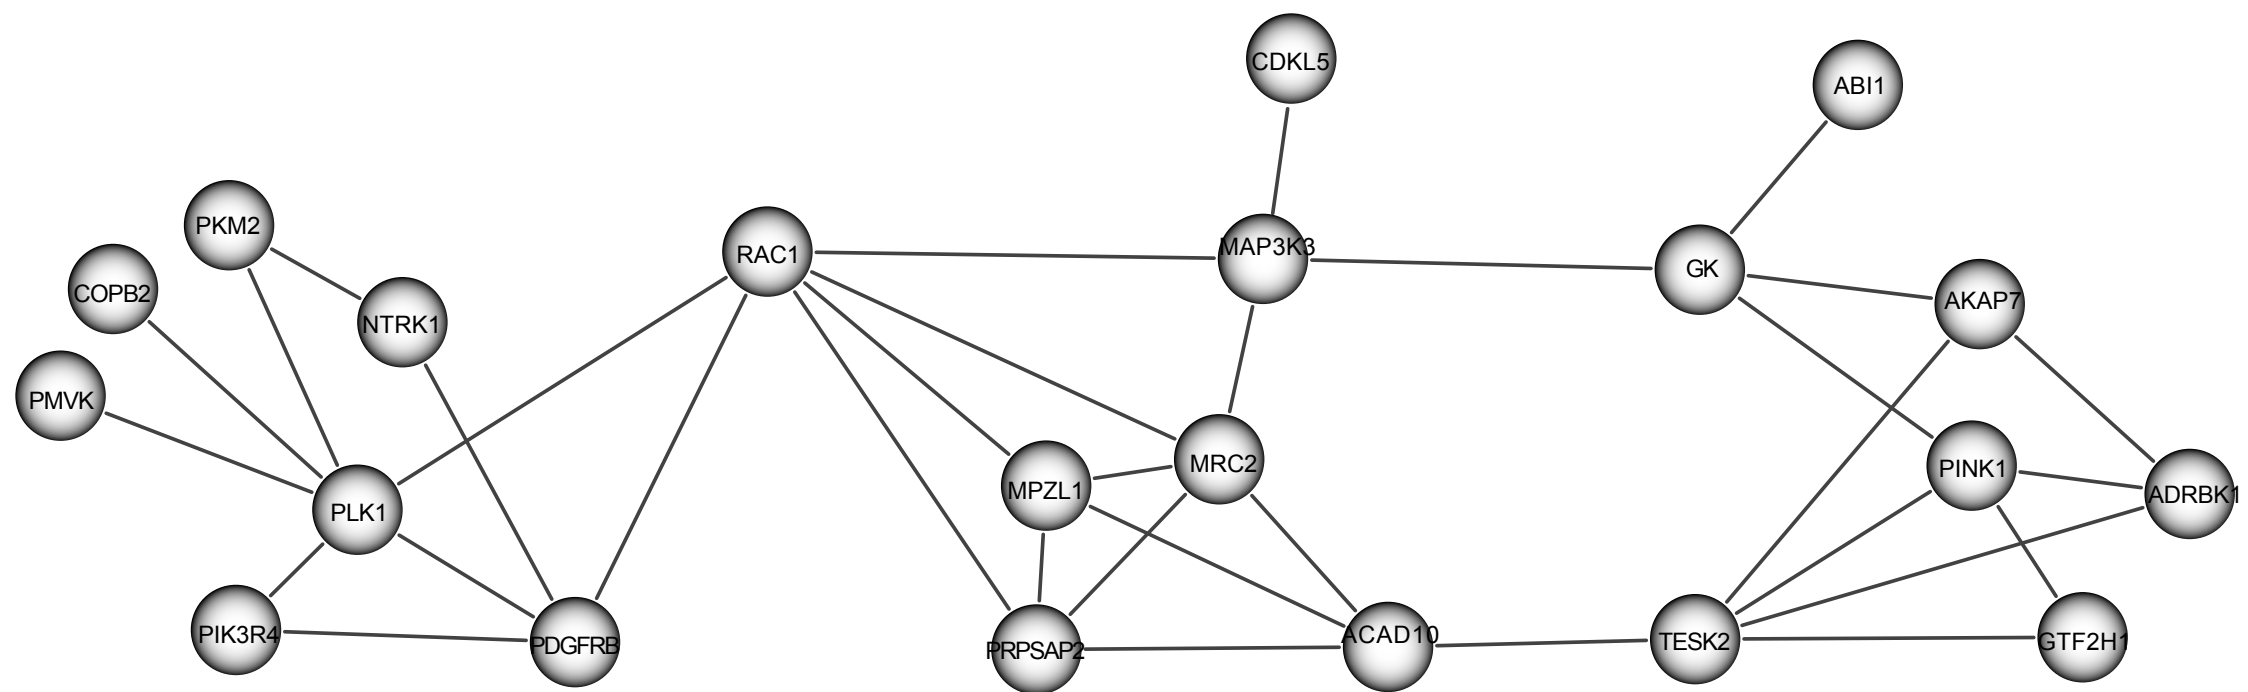 CDKL5
ABI1
PKM2
RAC1
MAP3K3
GK
COPB2
NTRK1
AKAP7
PMVK
MRC2
PINK1
MPZL1
ADRBK1
PLK1
PIK3R4
PDGFRB
PRPSAP2
ACAD10
TESK2
GTF2H1